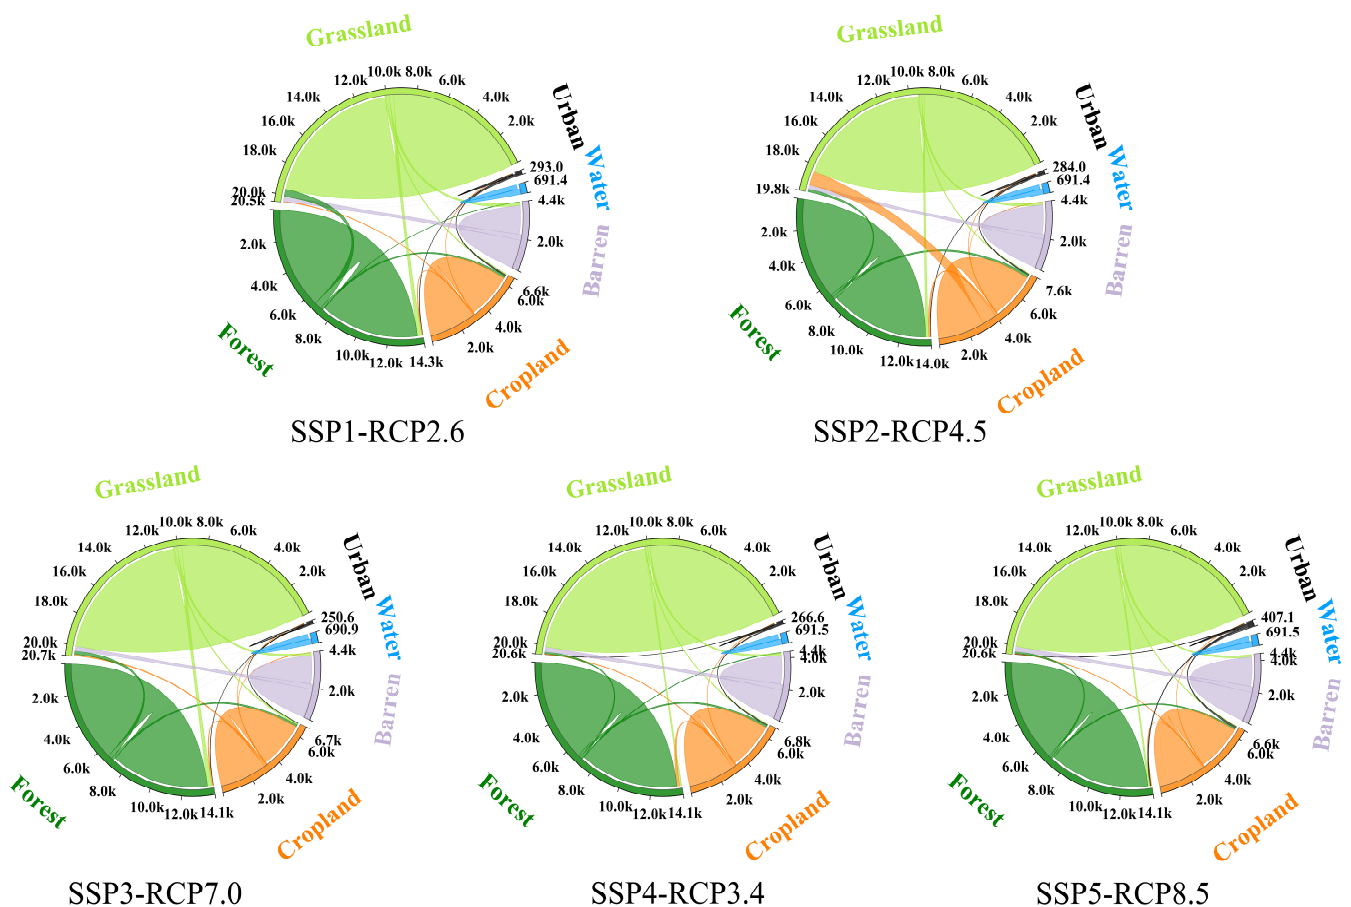 Grassland
Urban
Water
Barren
Cropland
Forest
2.0k
4.0k
6.0k
8.0k
10.0k
12.0k
14.0k
16.0k
18.0k
20.0k
20.5k
293.0
691.4
4.4k
2.0k
6.6k
6.0k
4.0k
2.0k
14.3k
12.0k
10.0k
8.0k
6.0k
4.0k
2.0k
SSP1-RCP2.6
Grassland
Urban
Water
Barren
Cropland
Forest
2.0k
4.0k
6.0k
8.0k
10.0k
12.0k
14.0k
16.0k
18.0k
19.8k
284.0
691.4
4.4k
2.0k
7.6k
6.0k
4.0k
2.0k
14.0k
12.0k
10.0k
8.0k
6.0k
4.0k
2.0k
SSP2-RCP4.5
Grassland
Urban
Water
Barren
Cropland
Forest
2.0k
4.0k
6.0k
8.0k
10.0k
12.0k
14.0k
16.0k
18.0k
20.0k
20.7k
250.6
690.9
4.4k
2.0k
6.7k
6.0k
4.0k
2.0k
14.1k
12.0k
10.0k
8.0k
6.0k
4.0k
2.0k
SSP3-RCP7.0
Grassland
Urban
Water
Barren
Cropland
Forest
2.0k
4.0k
6.0k
8.0k
10.0k
12.0k
14.0k
16.0k
18.0k
20.0k
20.6k
266.6
691.5
4.4k
4.0k
2.0k
6.8k
6.0k
4.0k
2.0k
14.1k
12.0k
10.0k
8.0k
6.0k
4.0k
2.0k
SSP4-RCP3.4
Grassland
Urban
Water
Barren
Cropland
Forest
2.0k
4.0k
6.0k
8.0k
10.0k
12.0k
14.0k
16.0k
18.0k
20.0k
20.6k
407.1
691.5
4.4k
4.0k
2.0k
6.6k
6.0k
4.0k
2.0k
14.1k
12.0k
10.0k
8.0k
6.0k
4.0k
2.0k
SSP5-RCP8.5